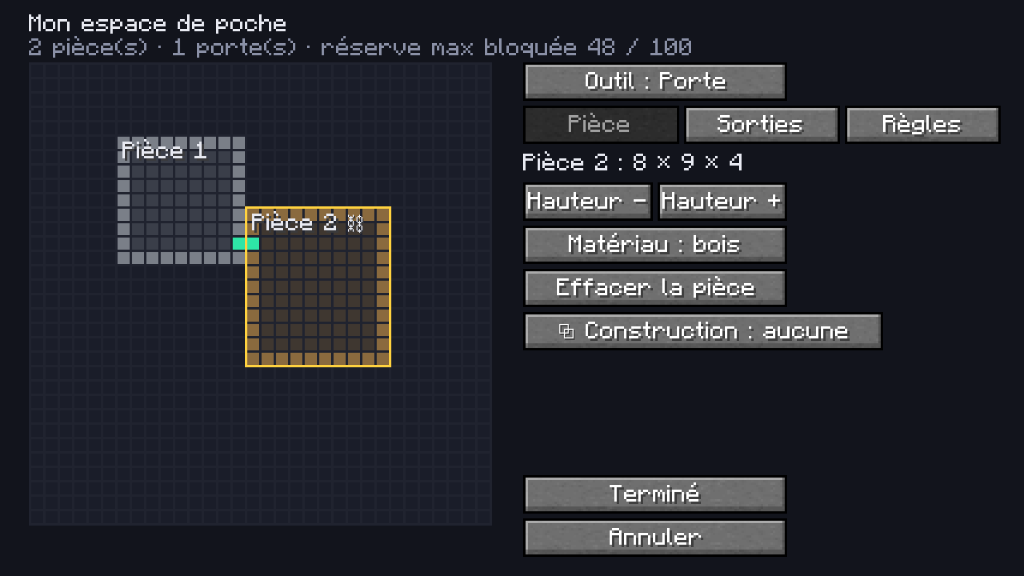 Mon espace de poche
2 pièce(s) · 1 porte(s) · réserve max bloquée 48 / 100
Outil : Porte
Pièce
Sorties
Règles
Pièce 1
Pièce 2 : 8 × 9 × 4
Hauteur -
Hauteur +
Pièce 2
Matériau : bois
Effacer la pièce
Construction : aucune
Terminé
Annuler